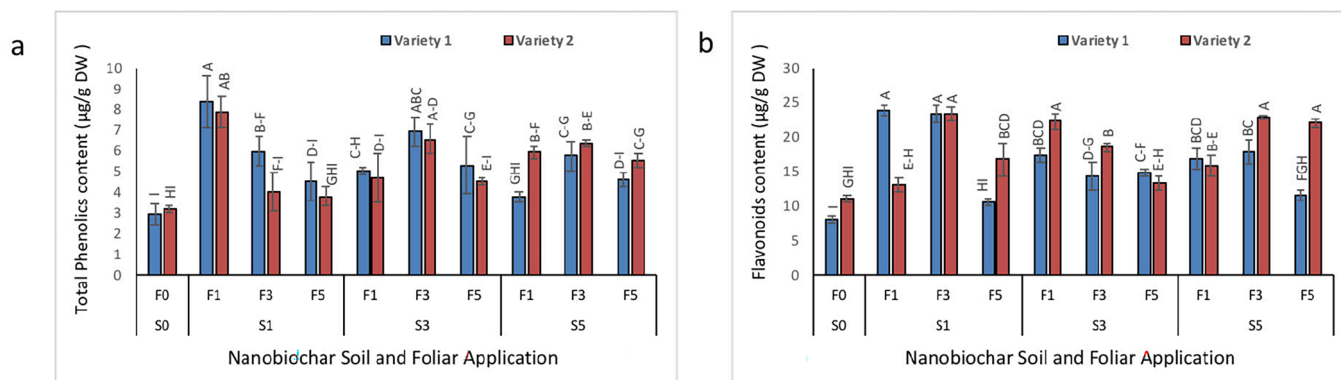 a
Variety 1 Variety 2
Total Phenolics content (µg/g DW )
10
9
8
7
6
5
4
3
2
1
0
I HI A AB B-F F-I D-I GHI C-H D-I ABC A-D C-G E-I GHI B-F C-G B-E D-I C-G
F0 F1 F3 F5 F1 F3 F5 F1 F3 F5
S0 S1 S3 S5
Nanobiochar Soil and Foliar Application
b
Variety 1 Variety 2
Flavonoids content (µg/g DW )
30
25
20
15
10
5
0
I GHI A E-H A A HI BCD BCD A D-G B C-F E-H BCD B-E BC A FGH A
F0 F1 F3 F5 F1 F3 F5 F1 F3 F5
S0 S1 S3 S5
Nanobiochar Soil and Foliar Application